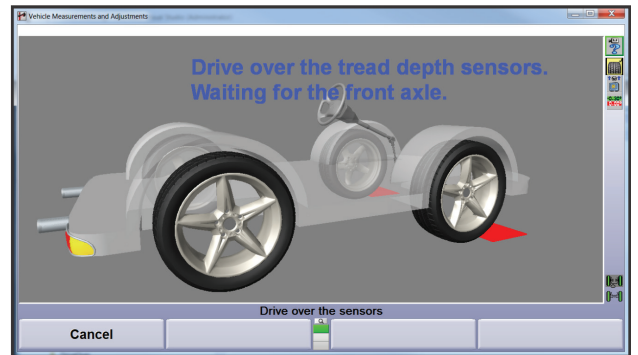 Vehicle Measurements and Adjustments
Drive over the tread depth sensors.
Waiting for the front axle.
Drive over the sensors
Cancel